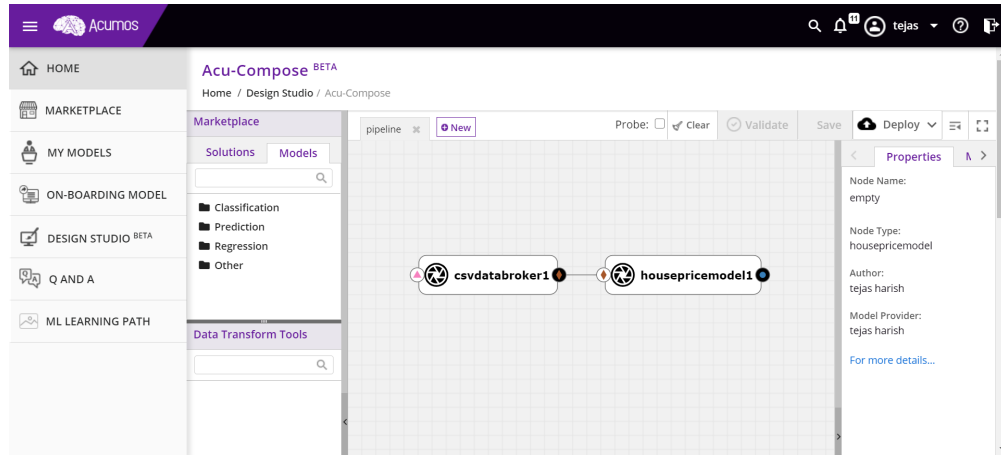 Acumos
11
tejas
HOME
MARKETPLACE
MY MODELS
ON-BOARDING MODEL
DESIGN STUDIO BETA
Q AND A
ML LEARNING PATH
Acu-Compose BETA
Home / Design Studio / Acu-Compose
Marketplace
Solutions Models
Classification
Prediction
Regression
Other
Data Transform Tools
pipeline New
Probe: Clear Validate Save Deploy
csvdatabroker1 housepricemodel1
Properties
Node Name:
empty
Node Type:
housepricemodel
Author:
tejas harish
Model Provider:
tejas harish
For more details...